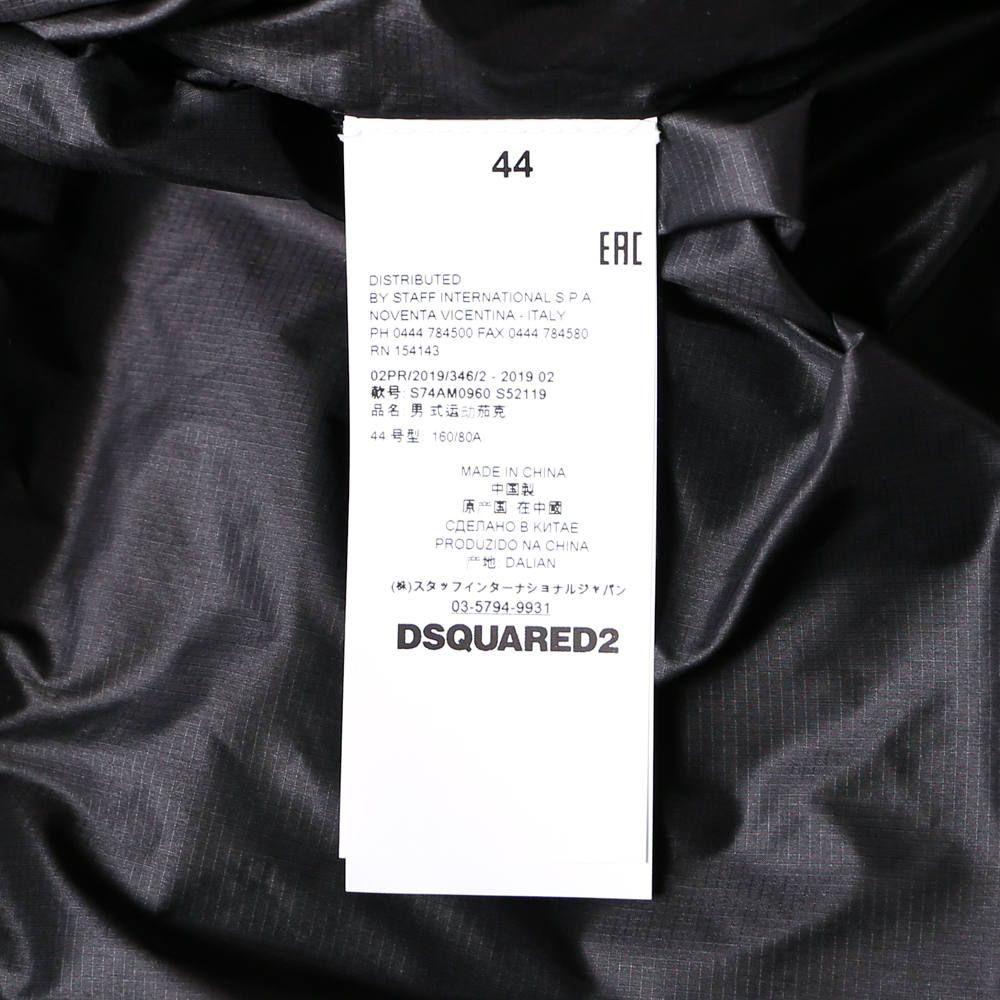 44
EAC
DISTRIBUTED
BY STAFF INTERNATIONAL S.P.A
NOVENTA VICENTINA - ITALY
PH 0444 784500 FAX 0444 784580
RN 154143
02PR/2019/346/2 - 2019 02
款号: S74AM0960 S52119
品名: 男 式运动茄克
44 号型: 160/80A
MADE IN CHINA
中国製
原产国 在中國
СДЕЛАНО В КИТАЕ
PRODUZIDO NA CHINA
产地: DALIAN
(株)スタッフインターナショナルジャパン
03-5794-9931
DSQUARED2